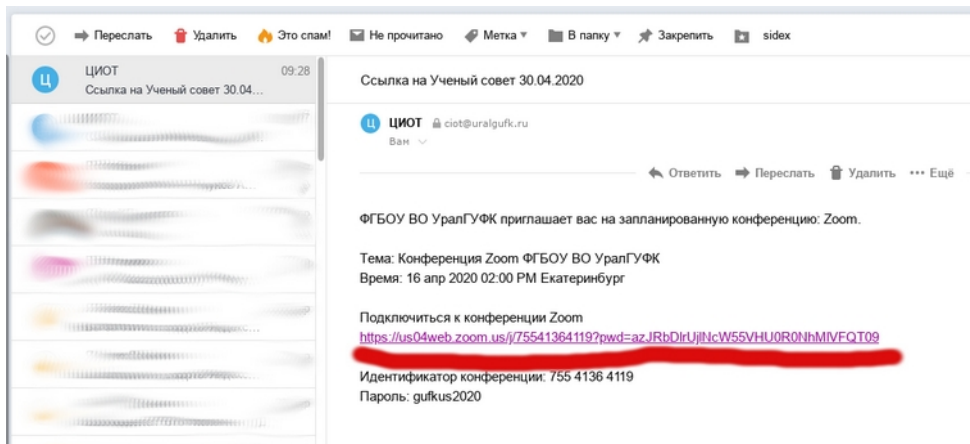 Переслать Удалить Это спам! Не прочитано Метка В папку Закрепить sidex
Ц ЦИОТ 09:28
Ссылка на Ученый совет 30.04...
Ссылка на Ученый совет 30.04.2020
Ц ЦИОТ ciot@uralgufk.ru
Вам
Ответить Переслать Удалить ••• Ещё
ФГБОУ ВО УралГУФК приглашает вас на запланированную конференцию: Zoom.
Тема: Конференция Zoom ФГБОУ ВО УралГУФК
Время: 16 апр 2020 02:00 PM Екатеринбург
Подключиться к конференции Zoom
https://us04web.zoom.us/j/75541364119?pwd=azJRbDlrUjlNcW55VHU0R0NhMlVFQT09
Идентификатор конференции: 755 4136 4119
Пароль: gufkus2020